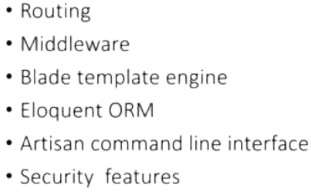 • Routing
• Middleware
• Blade template engine
• Eloquent ORM
• Artisan command line interface
• Security features